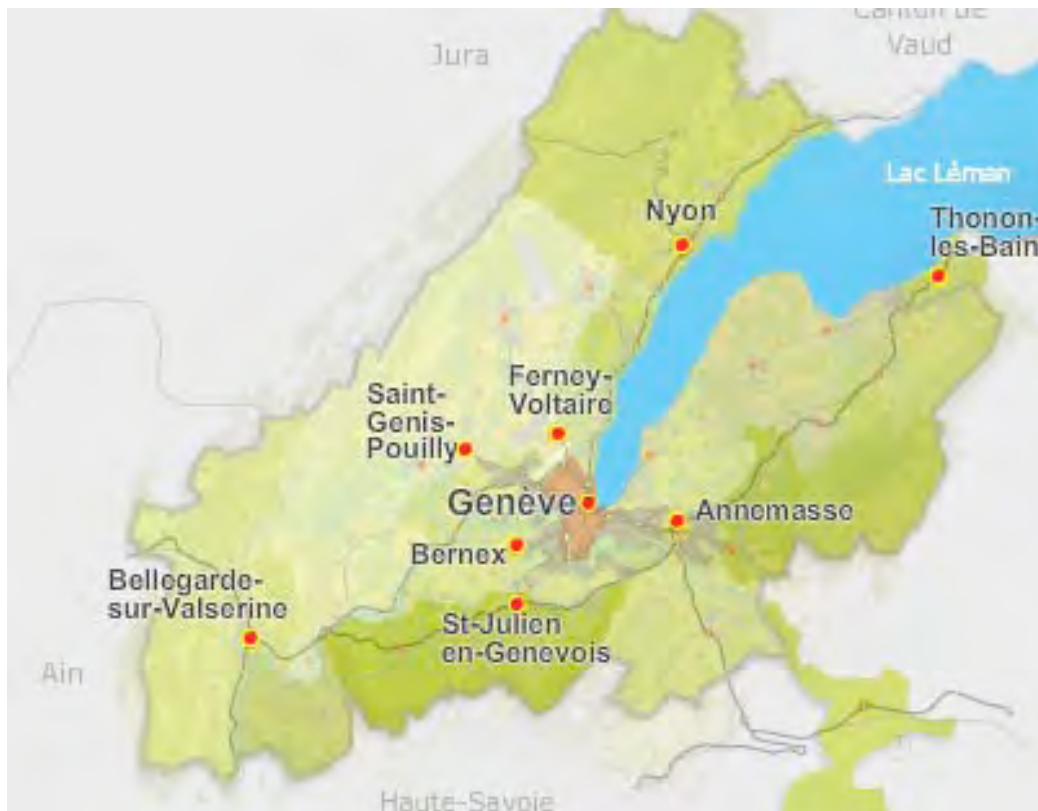 Canton de
Vaud
Jura
Lac Léman
Nyon
Thonon-
les-Bain
Ferney-
Voltaire
Saint-
Genis-
Pouilly
Genève
Annemasse
Bernex
Bellegarde-
sur-Valserine
St-Julien
en-Genevois
Ain
Haute-Savoie